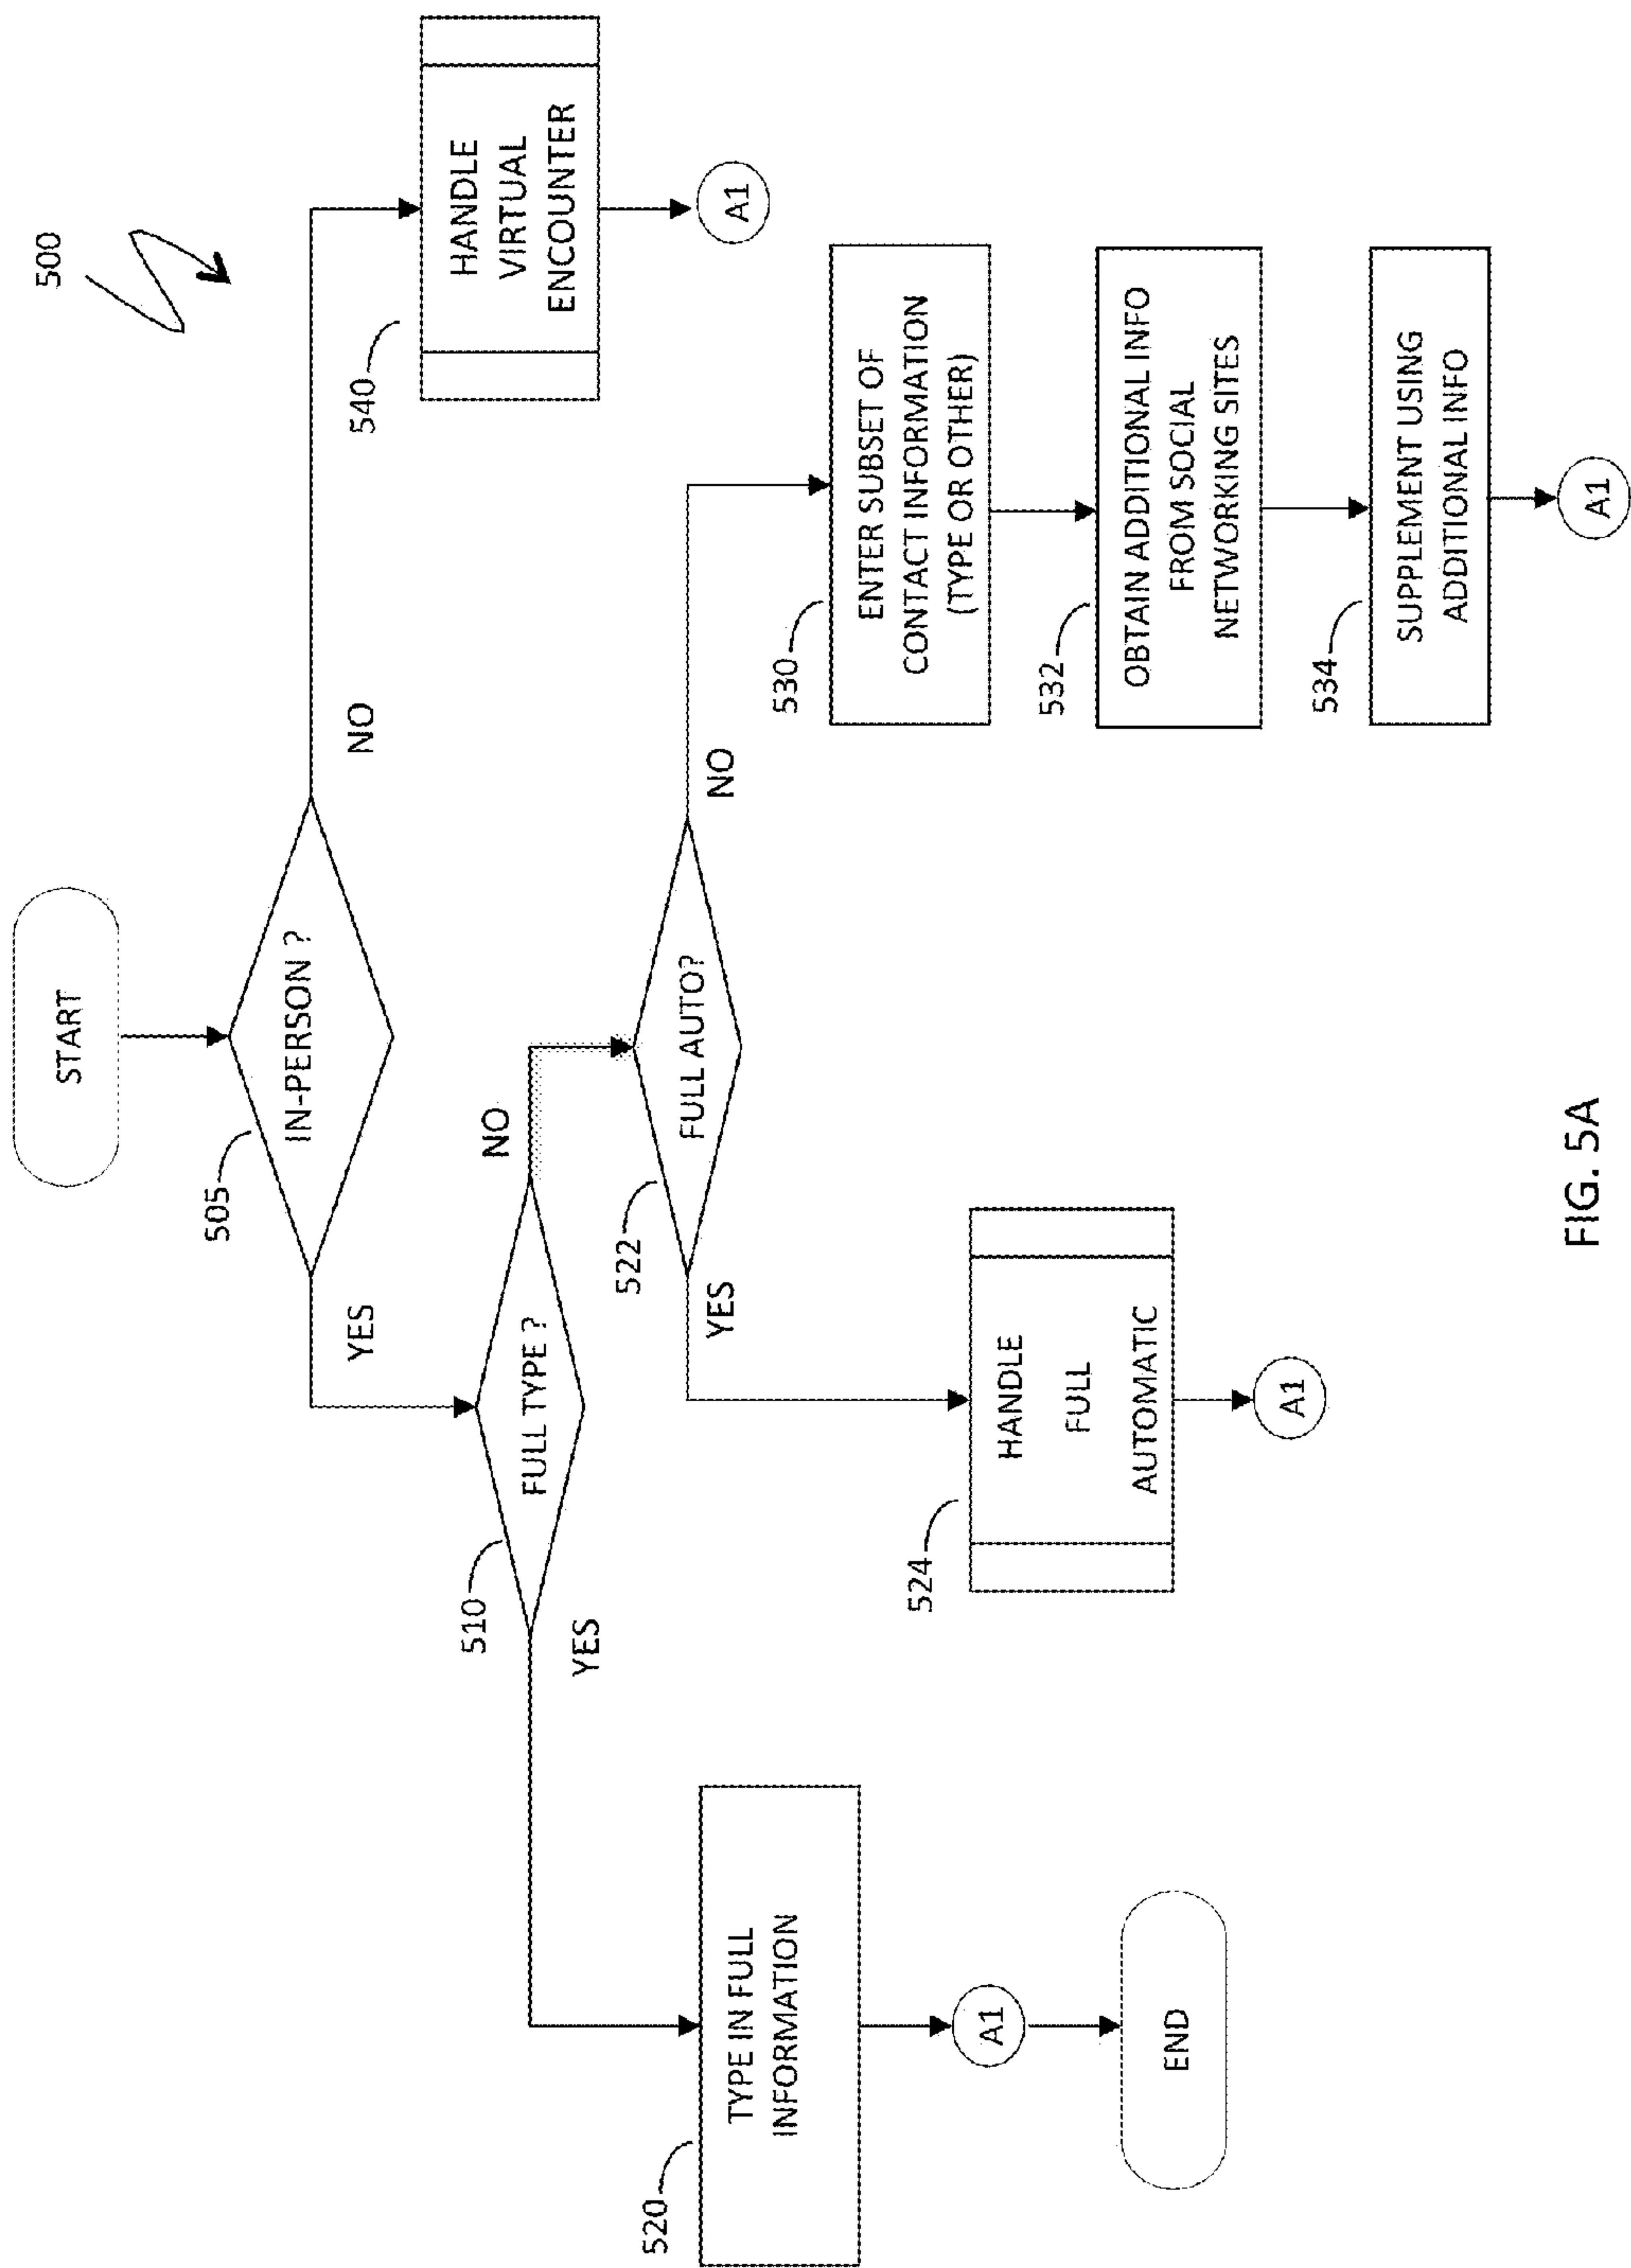 500
START
505
IN-PERSON ?
YES
NO
540
HANDLE
VIRTUAL
ENCOUNTER
A1
510
FULL TYPE ?
YES
NO
522
FULL AUTO?
YES
NO
520
TYPE IN FULL
INFORMATION
A1
END
524
HANDLE
FULL
AUTOMATIC
A1
530
ENTER SUBSET OF
CONTACT INFORMATION
(TYPE OR OTHER)
532
OBTAIN ADDITIONAL INFO
FROM SOCIAL
NETWORKING SITES
534
SUPPLEMENT USING
ADDITIONAL INFO
A1
FIG. 5A